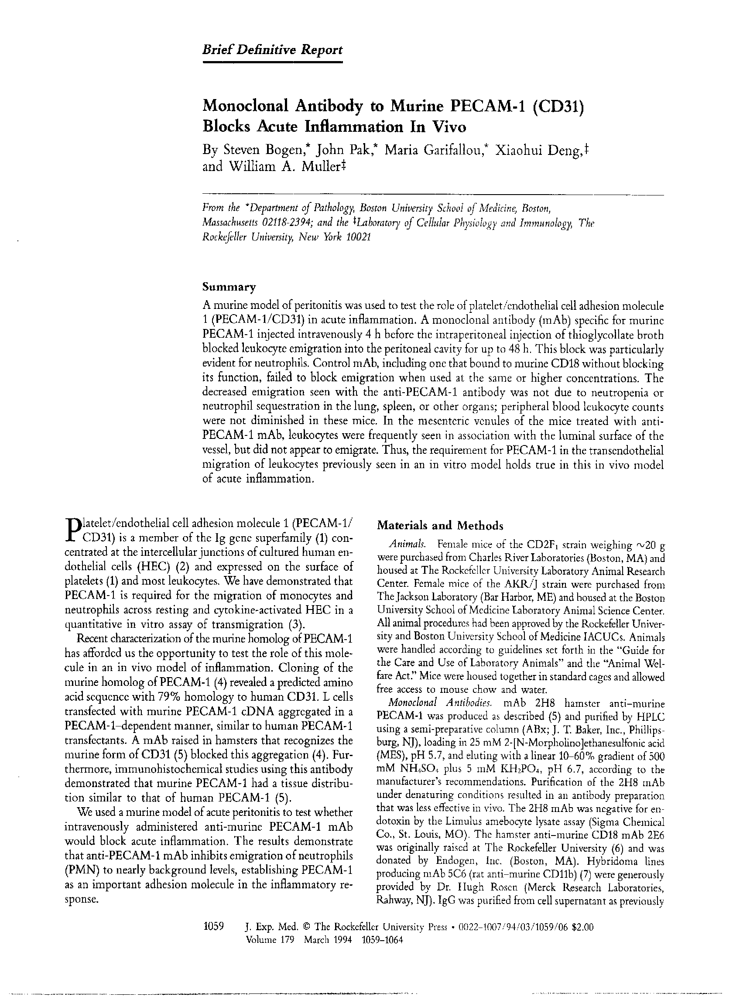 Brief Definitive Report
Monoclonal Antibody to Murine PECAM-1 (CD31)
Blocks Acute Inflammation In Vivo
By Steven Bogen,* John Pak,* Maria Garifallou,* Xiaohui Deng,‡
and William A. Muller‡
From the *Department of Pathology, Boston University School of Medicine, Boston,
Massachusetts 02118-2394; and the ‡Laboratory of Cellular Physiology and Immunology, The
Rockefeller University, New York 10021
Summary
A murine model of peritonitis was used to test the role of platelet/endothelial cell adhesion molecule
1 (PECAM-1/CD31) in acute inflammation. A monoclonal antibody (mAb) specific for murine
PECAM-1 injected intravenously 4 h before the intraperitoneal injection of thioglycollate broth
blocked leukocyte emigration into the peritoneal cavity for up to 48 h. This block was particularly
evident for neutrophils. Control mAb, including one that bound to murine CD18 without blocking
its function, failed to block emigration when used at the same or higher concentrations. The
decreased emigration seen with the anti-PECAM-1 antibody was not due to neutropenia or
neutrophil sequestration in the lung, spleen, or other organs; peripheral blood leukocyte counts
were not diminished in these mice. In the mesenteric venules of the mice treated with anti-
PECAM-1 mAb, leukocytes were frequently seen in association with the luminal surface of the
vessel, but did not appear to emigrate. Thus, the requirement for PECAM-1 in the transendothelial
migration of leukocytes previously seen in an in vitro model holds true in this in vivo model
of acute inflammation.
Platelet/endothelial cell adhesion molecule 1 (PECAM-1/
CD31) is a member of the Ig gene superfamily (1) con-
centrated at the intercellular junctions of cultured human en-
dothelial cells (HEC) (2) and expressed on the surface of
platelets (1) and most leukocytes. We have demonstrated that
PECAM-1 is required for the migration of monocytes and
neutrophils across resting and cytokine-activated HEC in a
quantitative in vitro assay of transmigration (3).
Recent characterization of the murine homolog of PECAM-1
has afforded us the opportunity to test the role of this mole-
cule in an in vivo model of inflammation. Cloning of the
murine homolog of PECAM-1 (4) revealed a predicted amino
acid sequence with 79% homology to human CD31. L cells
transfected with murine PECAM-1 cDNA aggregated in a
PECAM-1–dependent manner, similar to human PECAM-1
transfectants. A mAb raised in hamsters that recognizes the
murine form of CD31 (5) blocked this aggregation (4). Fur-
thermore, immunohistochemical studies using this antibody
demonstrated that murine PECAM-1 had a tissue distribu-
tion similar to that of human PECAM-1 (5).
We used a murine model of acute peritonitis to test whether
intravenously administered anti-murine PECAM-1 mAb
would block acute inflammation. The results demonstrate
that anti-PECAM-1 mAb inhibits emigration of neutrophils
(PMN) to nearly background levels, establishing PECAM-1
as an important adhesion molecule in the inflammatory re-
sponse.
Materials and Methods
Animals. Female mice of the CD2F₁ strain weighing ~20 g
were purchased from Charles River Laboratories (Boston, MA) and
housed at The Rockefeller University Laboratory Animal Research
Center. Female mice of the AKR/J strain were purchased from
The Jackson Laboratory (Bar Harbor, ME) and housed at the Boston
University School of Medicine Laboratory Animal Science Center.
All animal procedures had been approved by the Rockefeller Univer-
sity and Boston University School of Medicine IACUCs. Animals
were handled according to guidelines set forth in the “Guide for
the Care and Use of Laboratory Animals” and the “Animal Wel-
fare Act.” Mice were housed together in standard cages and allowed
free access to mouse chow and water.
Monoclonal Antibodies. mAb 2H8 hamster anti–murine
PECAM-1 was produced as described (5) and purified by HPLC
using a semi-preparative column (ABx; J. T. Baker, Inc., Phillips-
burg, NJ), loading in 25 mM 2-[N-Morpholino]ethanesulfonic acid
(MES), pH 5.7, and eluting with a linear 10–60% gradient of 500
mM NH₄SO₄ plus 5 mM KH₂PO₄, pH 6.7, according to the
manufacturer's recommendations. Purification of the 2H8 mAb
under denaturing conditions resulted in an antibody preparation
that was less effective in vivo. The 2H8 mAb was negative for en-
dotoxin by the Limulus amebocyte lysate assay (Sigma Chemical
Co., St. Louis, MO). The hamster anti–murine CD18 mAb 2E6
was originally raised at The Rockefeller University (6) and was
donated by Endogen, Inc. (Boston, MA). Hybridoma lines
producing mAb 5C6 (rat anti–murine CD11b) (7) were generously
provided by Dr. Hugh Rosen (Merck Research Laboratories,
Rahway, NJ). IgG was purified from cell supernatant as previously
1059 J. Exp. Med. © The Rockefeller University Press • 0022-1007/94/03/1059/06 $2.00
Volume 179 March 1994 1059–1064